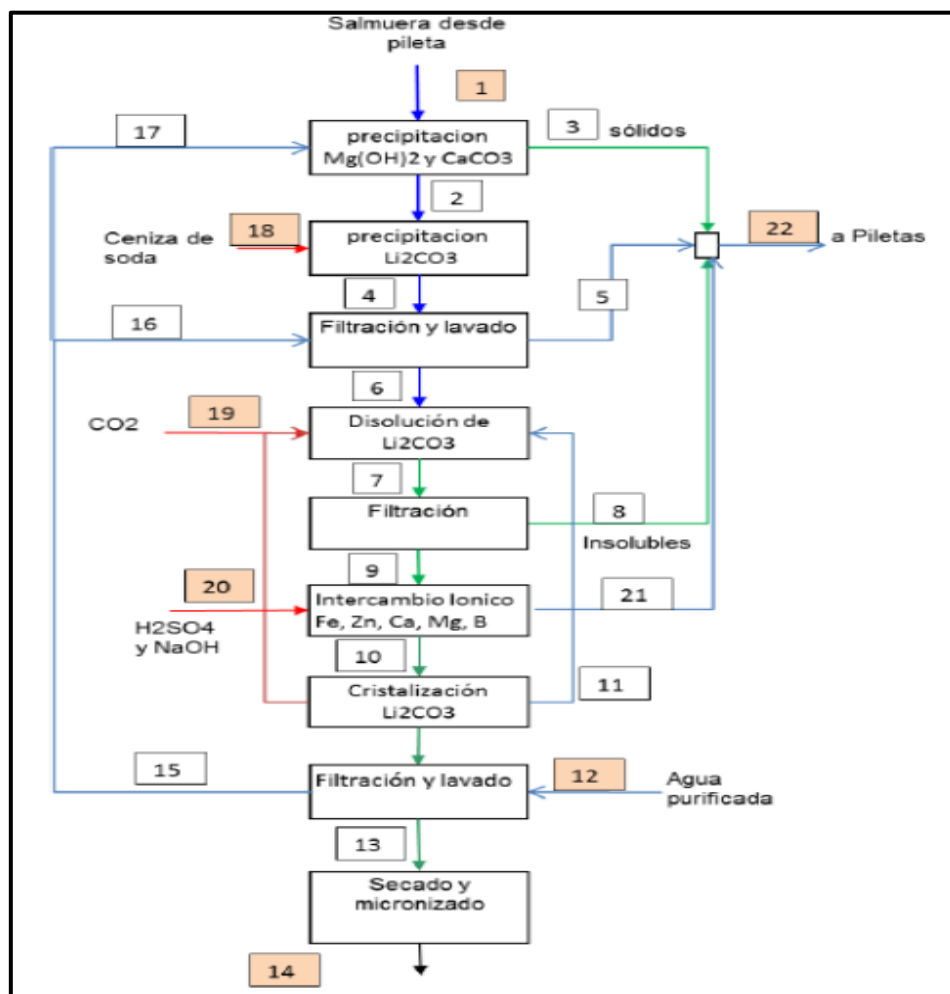 Salmuera desde
pileta
1
17
3
sólidos
precipitacion
Mg(OH)2 y CaCO3
2
18
22
Ceniza de
soda
precipitacion
Li2CO3
a Piletas
4
5
16
Filtración y lavado
6
19
CO2
Disolución de
Li2CO3
7
8
Filtración
Insolubles
9
20
Intercambio Ionico
Fe, Zn, Ca, Mg, B
21
H2SO4
y NaOH
10
11
Cristalización
Li2CO3
15
12
Filtración y lavado
Agua
purificada
13
Secado y
micronizado
14